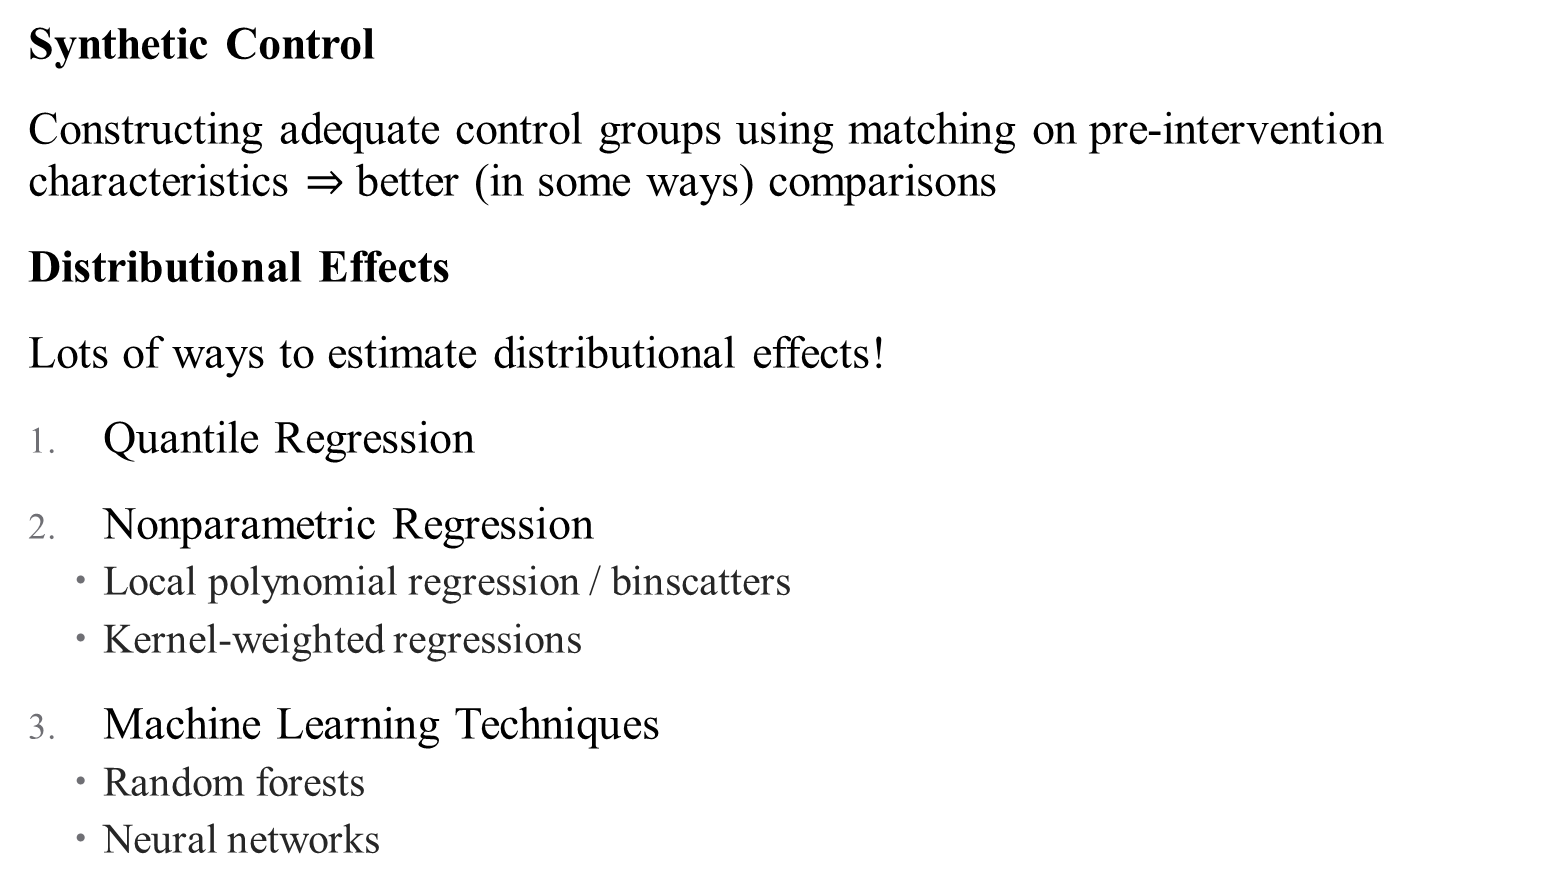 Synthetic Control
Constructing adequate control groups using matching on pre-intervention
characteristics ⇒ better (in some ways) comparisons
Distributional Effects
Lots of ways to estimate distributional effects!
1. Quantile Regression
2. Nonparametric Regression
• Local polynomial regression / binscatters
• Kernel-weighted regressions
3. Machine Learning Techniques
• Random forests
• Neural networks